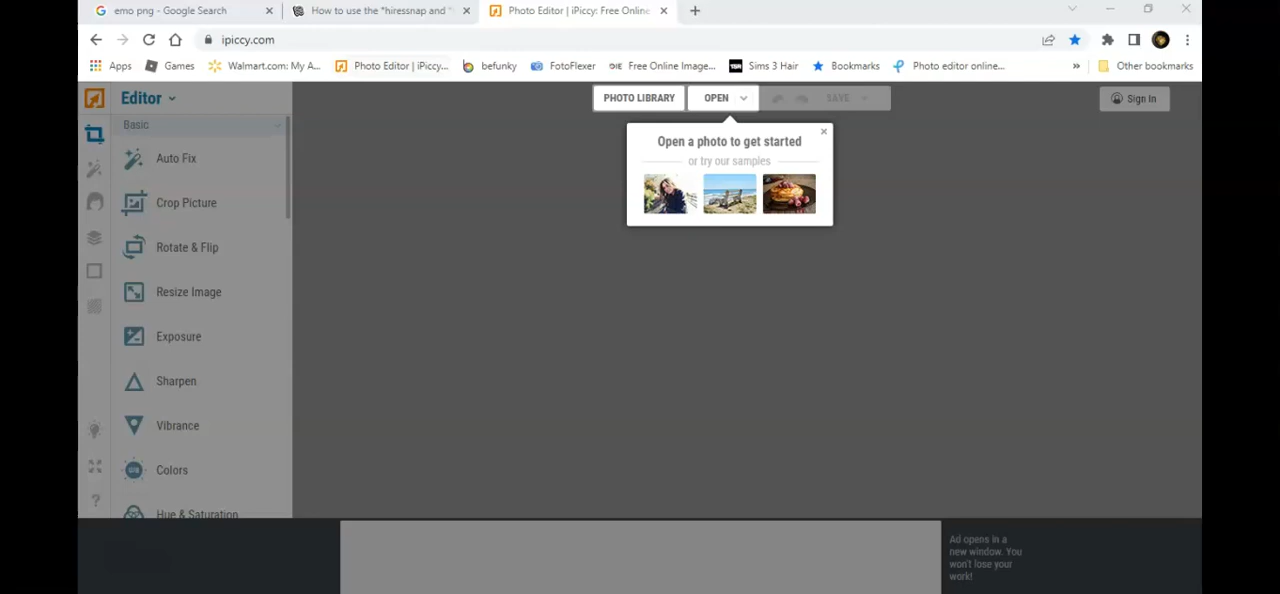 emo png - Google Search
How to use the "hiressnap and "
Photo Editor | iPiccy: Free Online
ipiccy.com
Apps
Games
Walmart.com: My A...
Photo Editor | iPiccy...
befunky
FotoFlexer
Free Online Image...
TSR
Sims 3 Hair
Bookmarks
Photo editor online...
»
Other bookmarks
Editor
PHOTO LIBRARY
OPEN
SAVE
Sign In
Basic
Open a photo to get started
or try our samples
Auto Fix
Crop Picture
Rotate & Flip
Resize Image
Exposure
Sharpen
Vibrance
Colors
Hue & Saturation
Ad opens in a
new window. You
won't lose your
work!